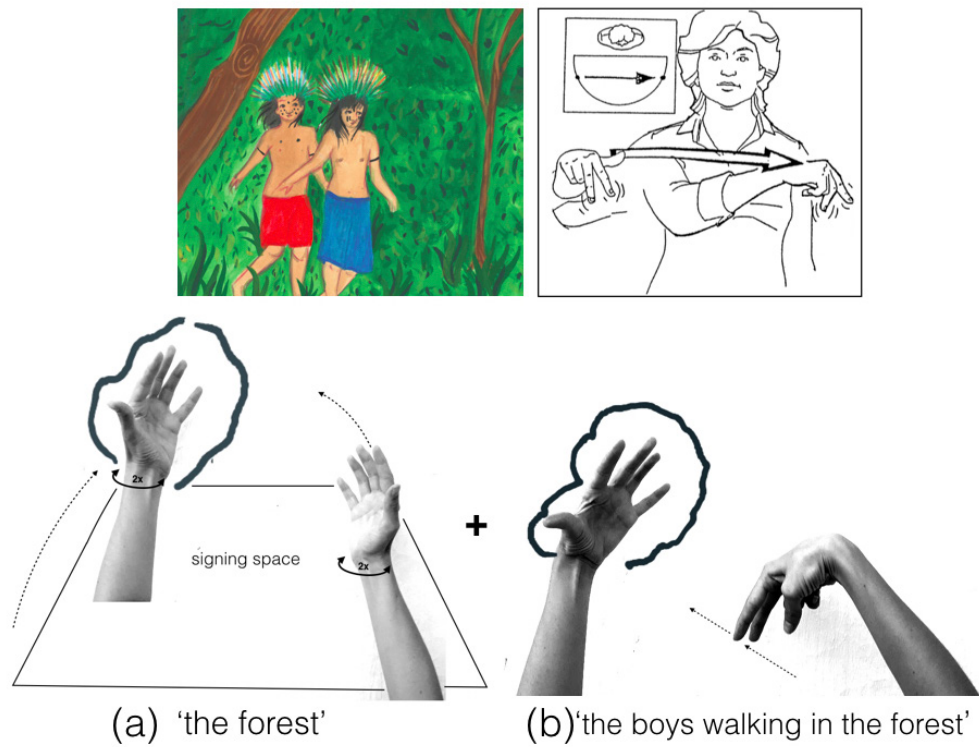 2x
signing space
2x
+
(a) 'the forest'
(b)'the boys walking in the forest'